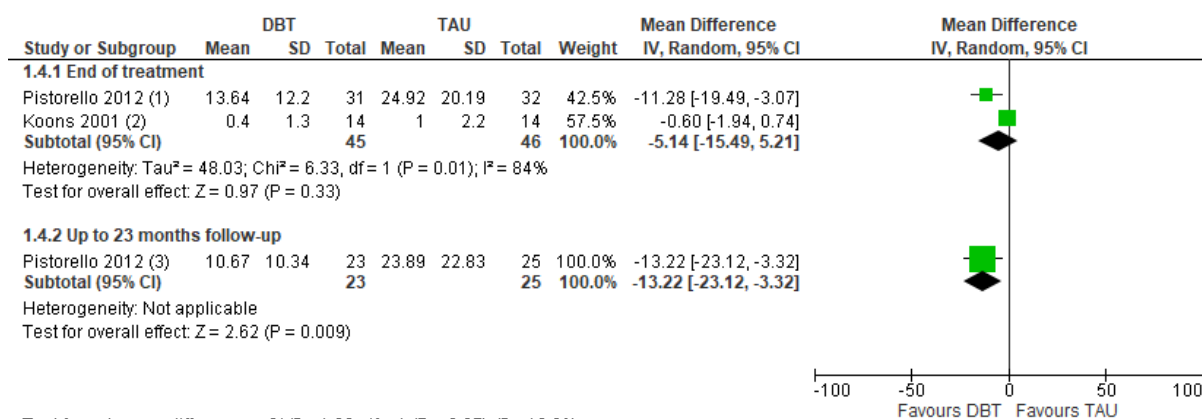 DBT TAU Mean Difference Mean Difference
Study or Subgroup Mean SD Total Mean SD Total Weight IV, Random, 95% CI IV, Random, 95% CI
1.4.1 End of treatment
Pistorello 2012 (1) 13.64 12.2 31 24.92 20.19 32 42.5% -11.28 [-19.49, -3.07]
Koons 2001 (2) 0.4 1.3 14 1 2.2 14 57.5% -0.60 [-1.94, 0.74]
Subtotal (95% CI) 45 46 100.0% -5.14 [-15.49, 5.21]
Heterogeneity: Tau² = 48.03; Chi² = 6.33, df = 1 (P = 0.01); I² = 84%
Test for overall effect: Z = 0.97 (P = 0.33)
1.4.2 Up to 23 months follow-up
Pistorello 2012 (3) 10.67 10.34 23 23.89 22.83 25 100.0% -13.22 [-23.12, -3.32]
Subtotal (95% CI) 23 25 100.0% -13.22 [-23.12, -3.32]
Heterogeneity: Not applicable
Test for overall effect: Z = 2.62 (P = 0.009)
-100 -50 0 50 100
Favours DBT Favours TAU